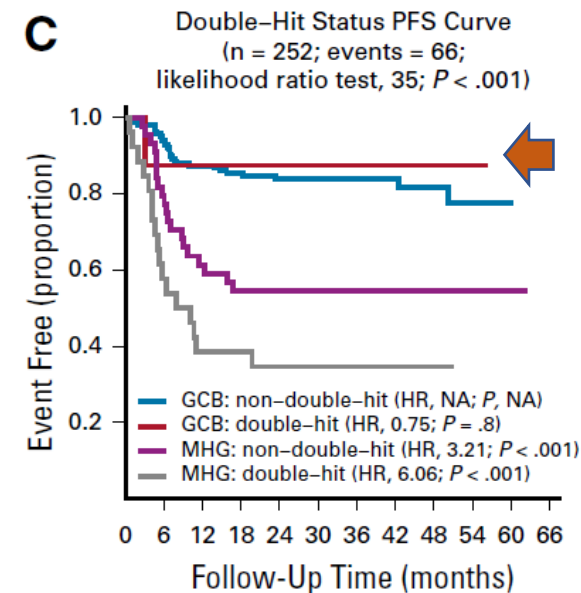 C
Double–Hit Status PFS Curve
(n = 252; events = 66;
likelihood ratio test, 35; P < .001)
Event Free (proportion)
1.0
0.8
0.6
0.4
0.2
GCB: non–double–hit (HR, NA; P, NA)
GCB: double–hit (HR, 0.75; P = .8)
MHG: non–double–hit (HR, 3.21; P < .001)
MHG: double–hit (HR, 6.06; P < .001)
0 6 12 18 24 30 36 42 48 54 60 66
Follow-Up Time (months)